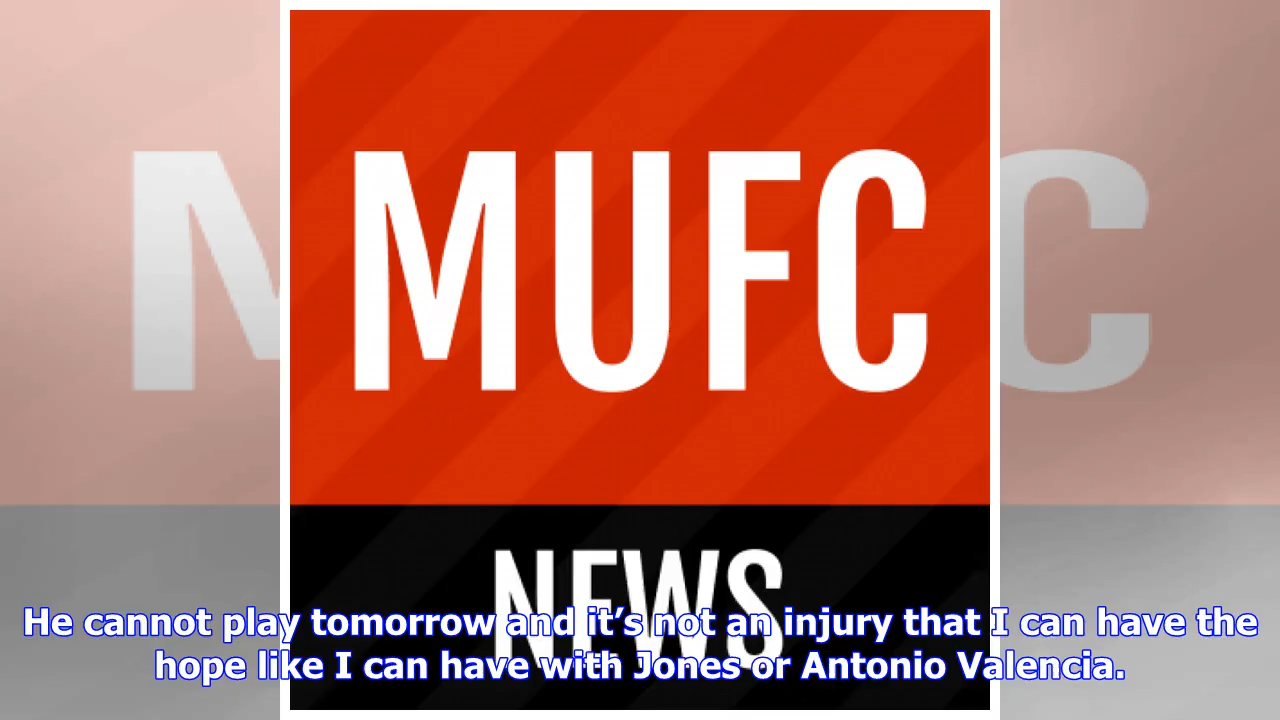 MUFC
NEWS
He cannot play tomorrow and it’s not an injury that I can have the
hope like I can have with Jones or Antonio Valencia.